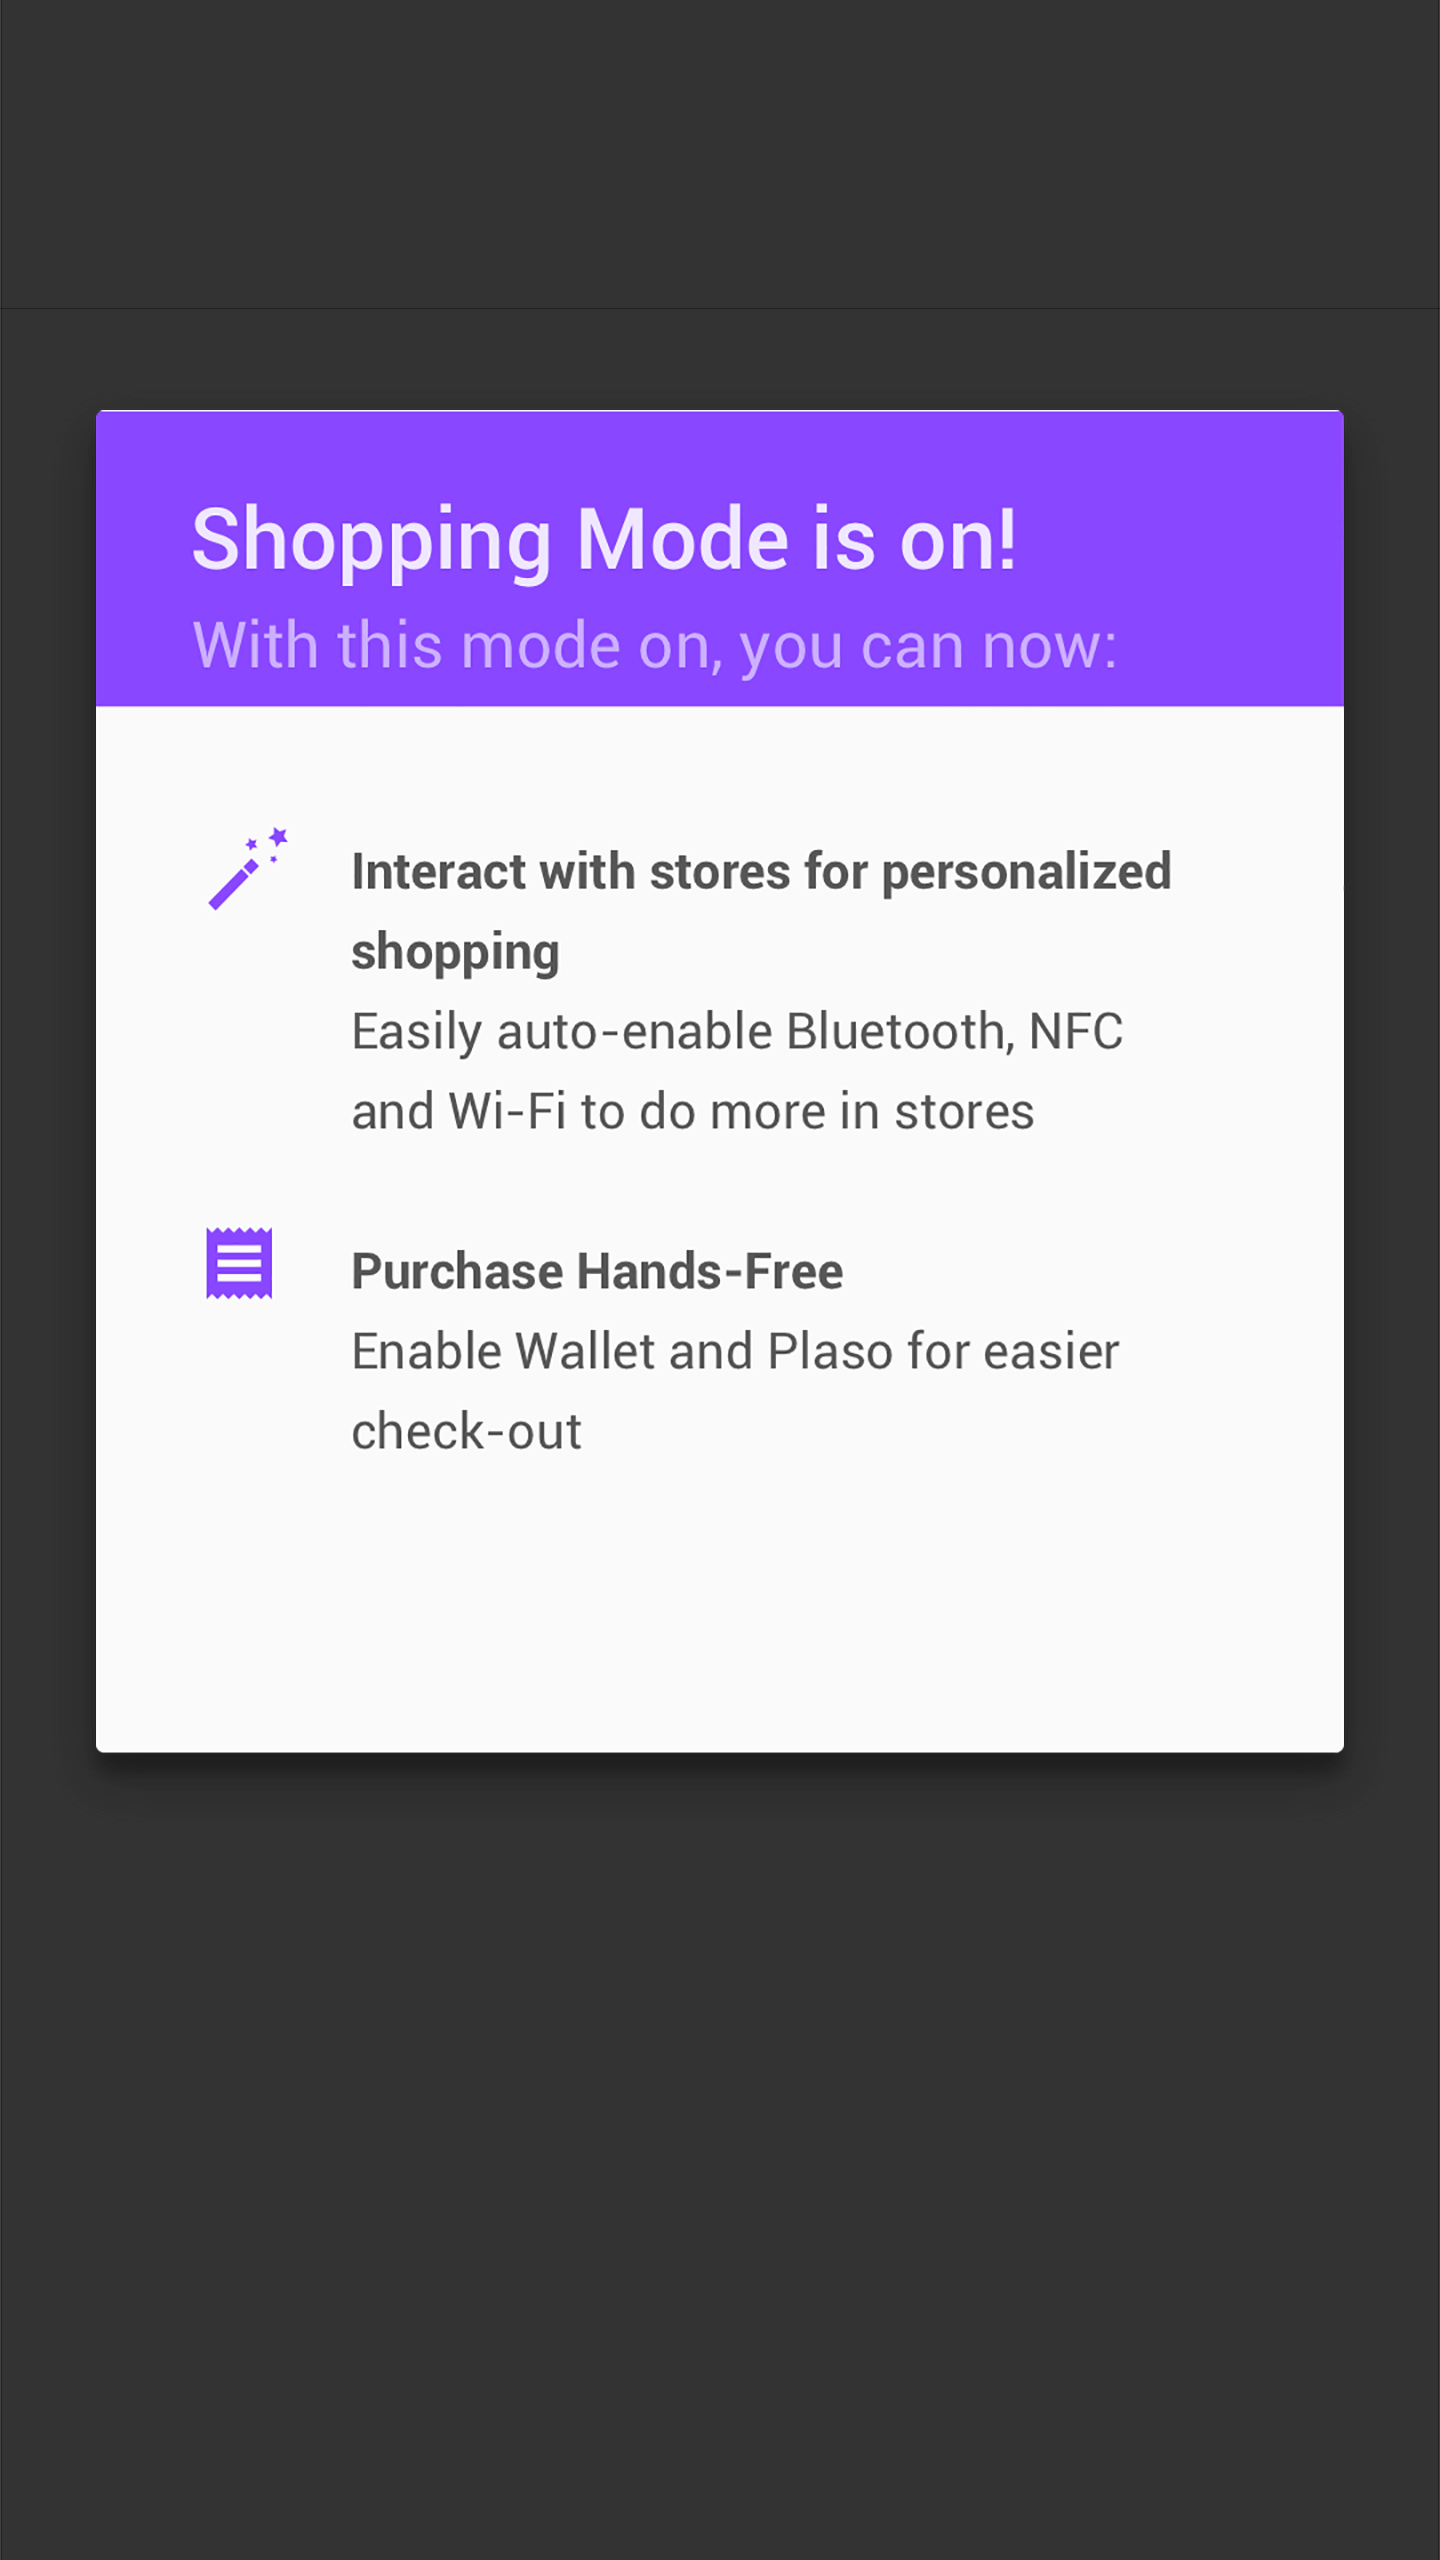 Shopping Mode is on!
With this mode on, you can now:
Interact with stores for personalized
shopping
Easily auto-enable Bluetooth, NFC
and Wi-Fi to do more in stores
Purchase Hands-Free
Enable Wallet and Plaso for easier
check-out